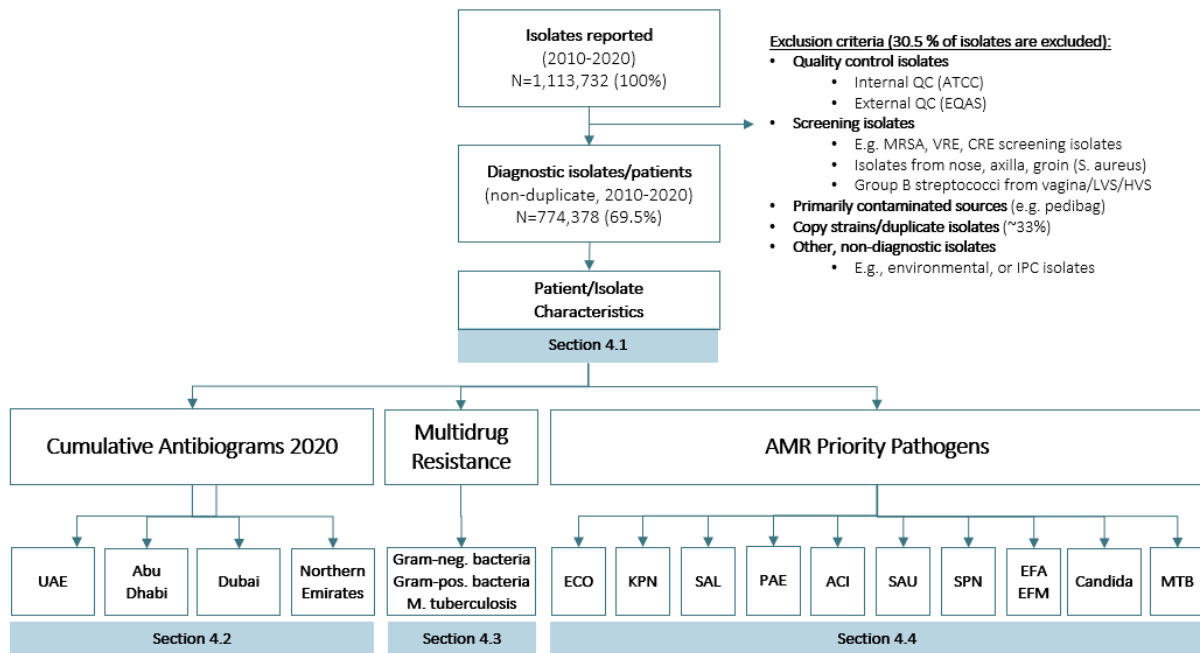 Isolates reported
(2010-2020)
N=1,113,732 (100%)
Exclusion criteria (30.5 % of isolates are excluded):
• Quality control isolates
• Internal QC (ATCC)
• External QC (EQAS)
• Screening isolates
• E.g. MRSA, VRE, CRE screening isolates
• Isolates from nose, axilla, groin (S. aureus)
• Group B streptococci from vagina/LVS/HVS
• Primarily contaminated sources (e.g. pedibag)
• Copy strains/duplicate isolates (~33%)
• Other, non-diagnostic isolates
• E.g., environmental, or IPC isolates
Diagnostic isolates/patients
(non-duplicate, 2010-2020)
N=774,378 (69.5%)
Patient/Isolate
Characteristics
Section 4.1
Cumulative Antibiograms 2020
Multidrug
Resistance
AMR Priority Pathogens
UAE
Abu
Dhabi
Dubai
Northern
Emirates
Gram-neg. bacteria
Gram-pos. bacteria
M. tuberculosis
ECO
KPN
SAL
PAE
ACI
SAU
SPN
EFA
EFM
Candida
MTB
Section 4.2
Section 4.3
Section 4.4